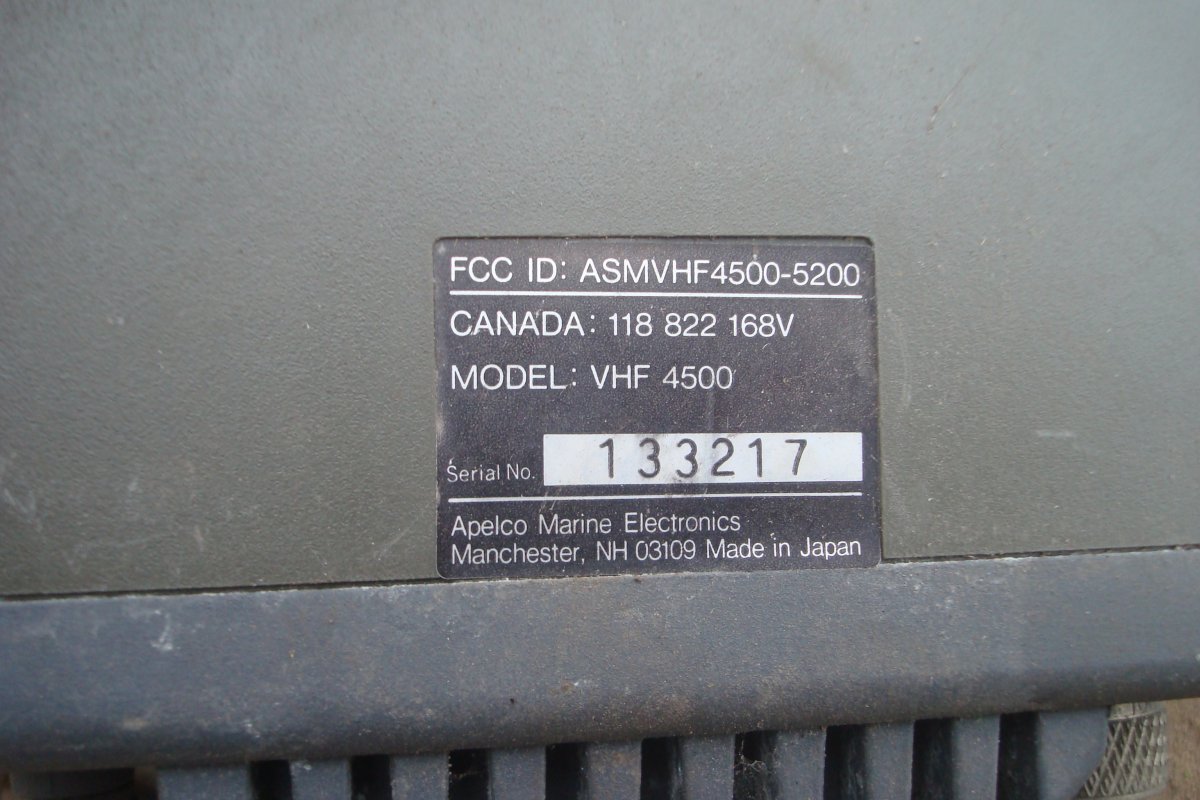 FCC ID: ASMVHF4500-5200
CANADA: 118 822 168V
MODEL: VHF 4500
Serial No. 133217
Apelco Marine Electronics
Manchester, NH 03109 Made in Japan